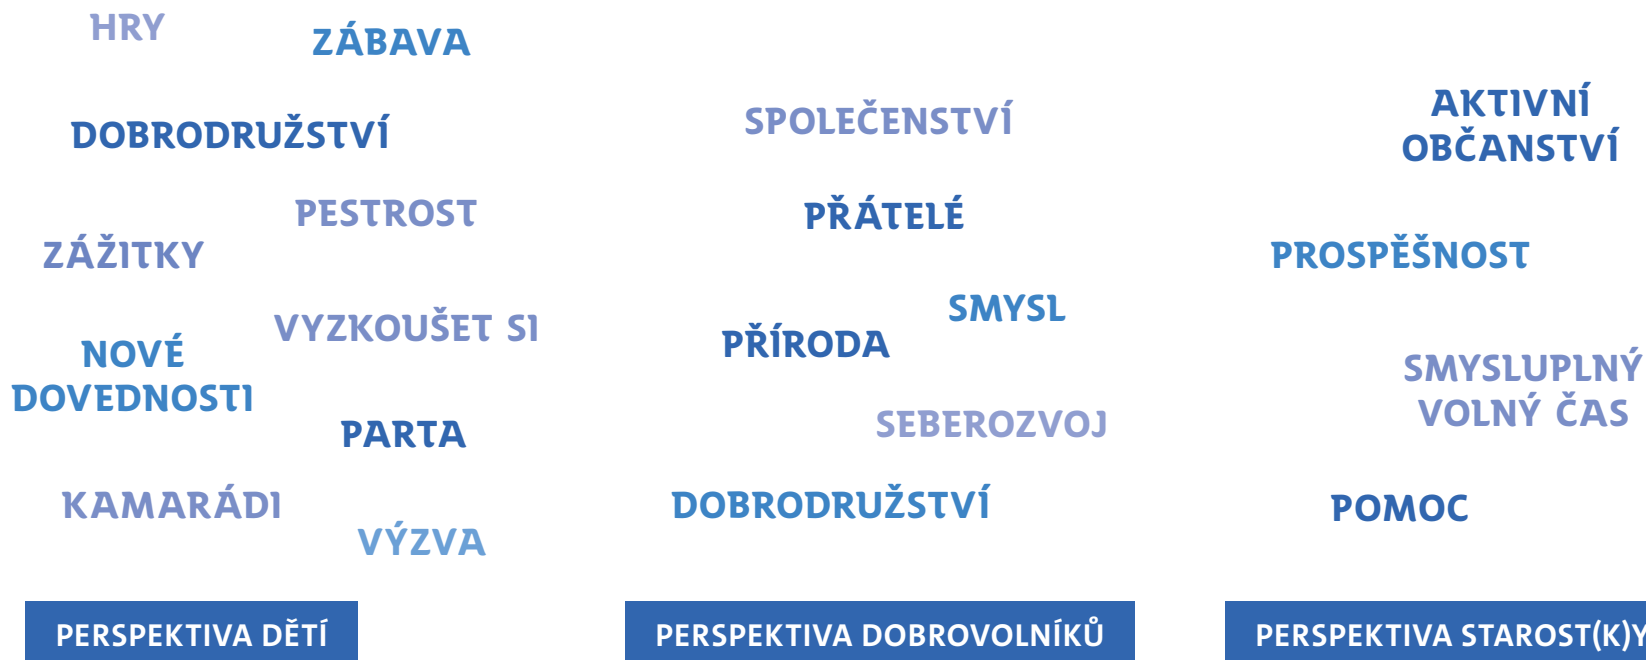 HRY
ZÁBAVA
DOBRODRUŽSTVÍ
PESTROST
ZÁŽITKY
VYZKOUŠET SI
NOVÉ
DOVEDNOSTI
PARTA
KAMARÁDI
VÝZVA
PERSPEKTIVA DĚTÍ
SPOLEČENSTVÍ
PŘÁTELÉ
SMYSL
PŘÍRODA
SEBEROZVOJ
DOBRODRUŽSTVÍ
PERSPEKTIVA DOBROVOLNÍKŮ
AKTIVNÍ
OBČANSTVÍ
PROSPĚŠNOST
SMYSLUPLNÝ
VOLNÝ ČAS
POMOC
PERSPEKTIVA STAROST(K)Y